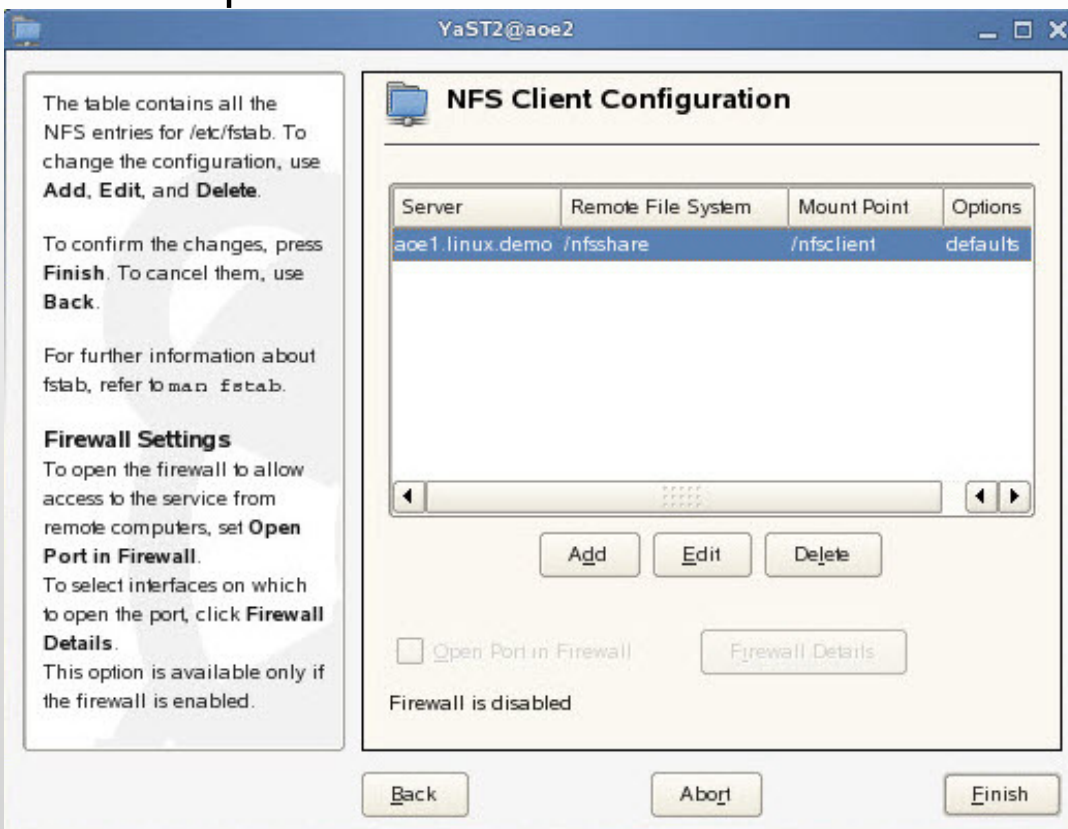 YaST2@aoe2
The table contains all the
NFS entries for /etc/fstab. To
change the configuration, use
Add, Edit, and Delete.
To confirm the changes, press
Finish. To cancel them, use
Back.
For further information about
fstab, refer to man fstab.
Firewall Settings
To open the firewall to allow
access to the service from
remote computers, set Open
Port in Firewall.
To select interfaces on which
to open the port, click Firewall
Details.
This option is available only if
the firewall is enabled.
NFS Client Configuration
Server Remote File System Mount Point Options
aoe1.linux.demo /nfsshare /nfsclient defaults
Add Edit Delete
Open Port in Firewall Firewall Details
Firewall is disabled
Back Abort Finish